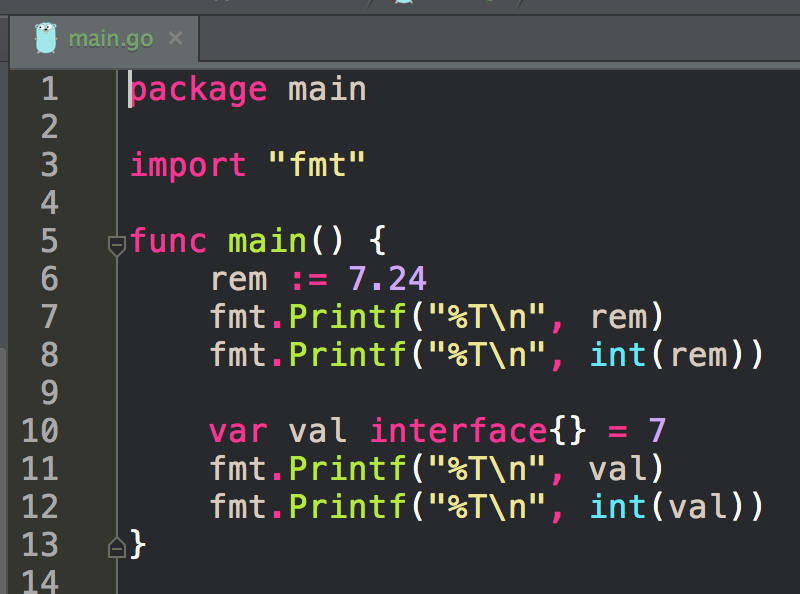 main.go ×
1 package main
2
3 import "fmt"
4
5 func main() {
6     rem := 7.24
7     fmt.Printf("%T\n", rem)
8     fmt.Printf("%T\n", int(rem))
9
10     var val interface{} = 7
11     fmt.Printf("%T\n", val)
12     fmt.Printf("%T\n", int(val))
13 }
14